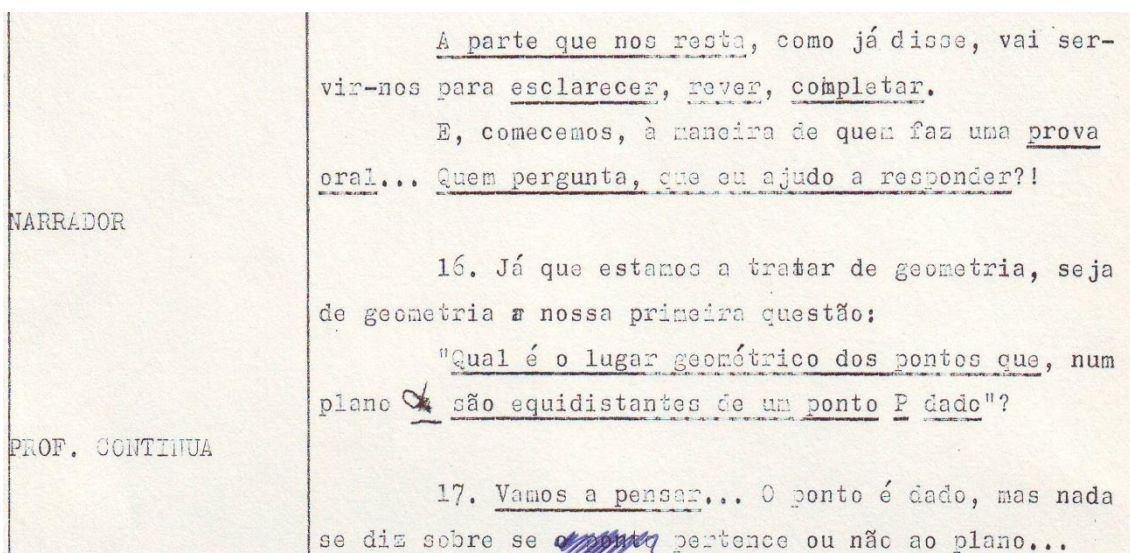 A parte que nos resta, como já disse, vai ser-
vir-nos para esclarecer, rever, completar.
E, comecemos, à maneira de quem faz uma prova
oral... Quem pergunta, que eu ajudo a responder?!
NARRADOR
16. Já que estamos a tratar de geometria, seja
de geometria a nossa primeira questão:
"Qual é o lugar geométrico dos pontos que, num
plano α são equidistantes de um ponto P dado"?
PROF. CONTINUA
17. Vamos a pensar... O ponto é dado, mas nada
se diz sobre se o ponto pertence ou não ao plano...